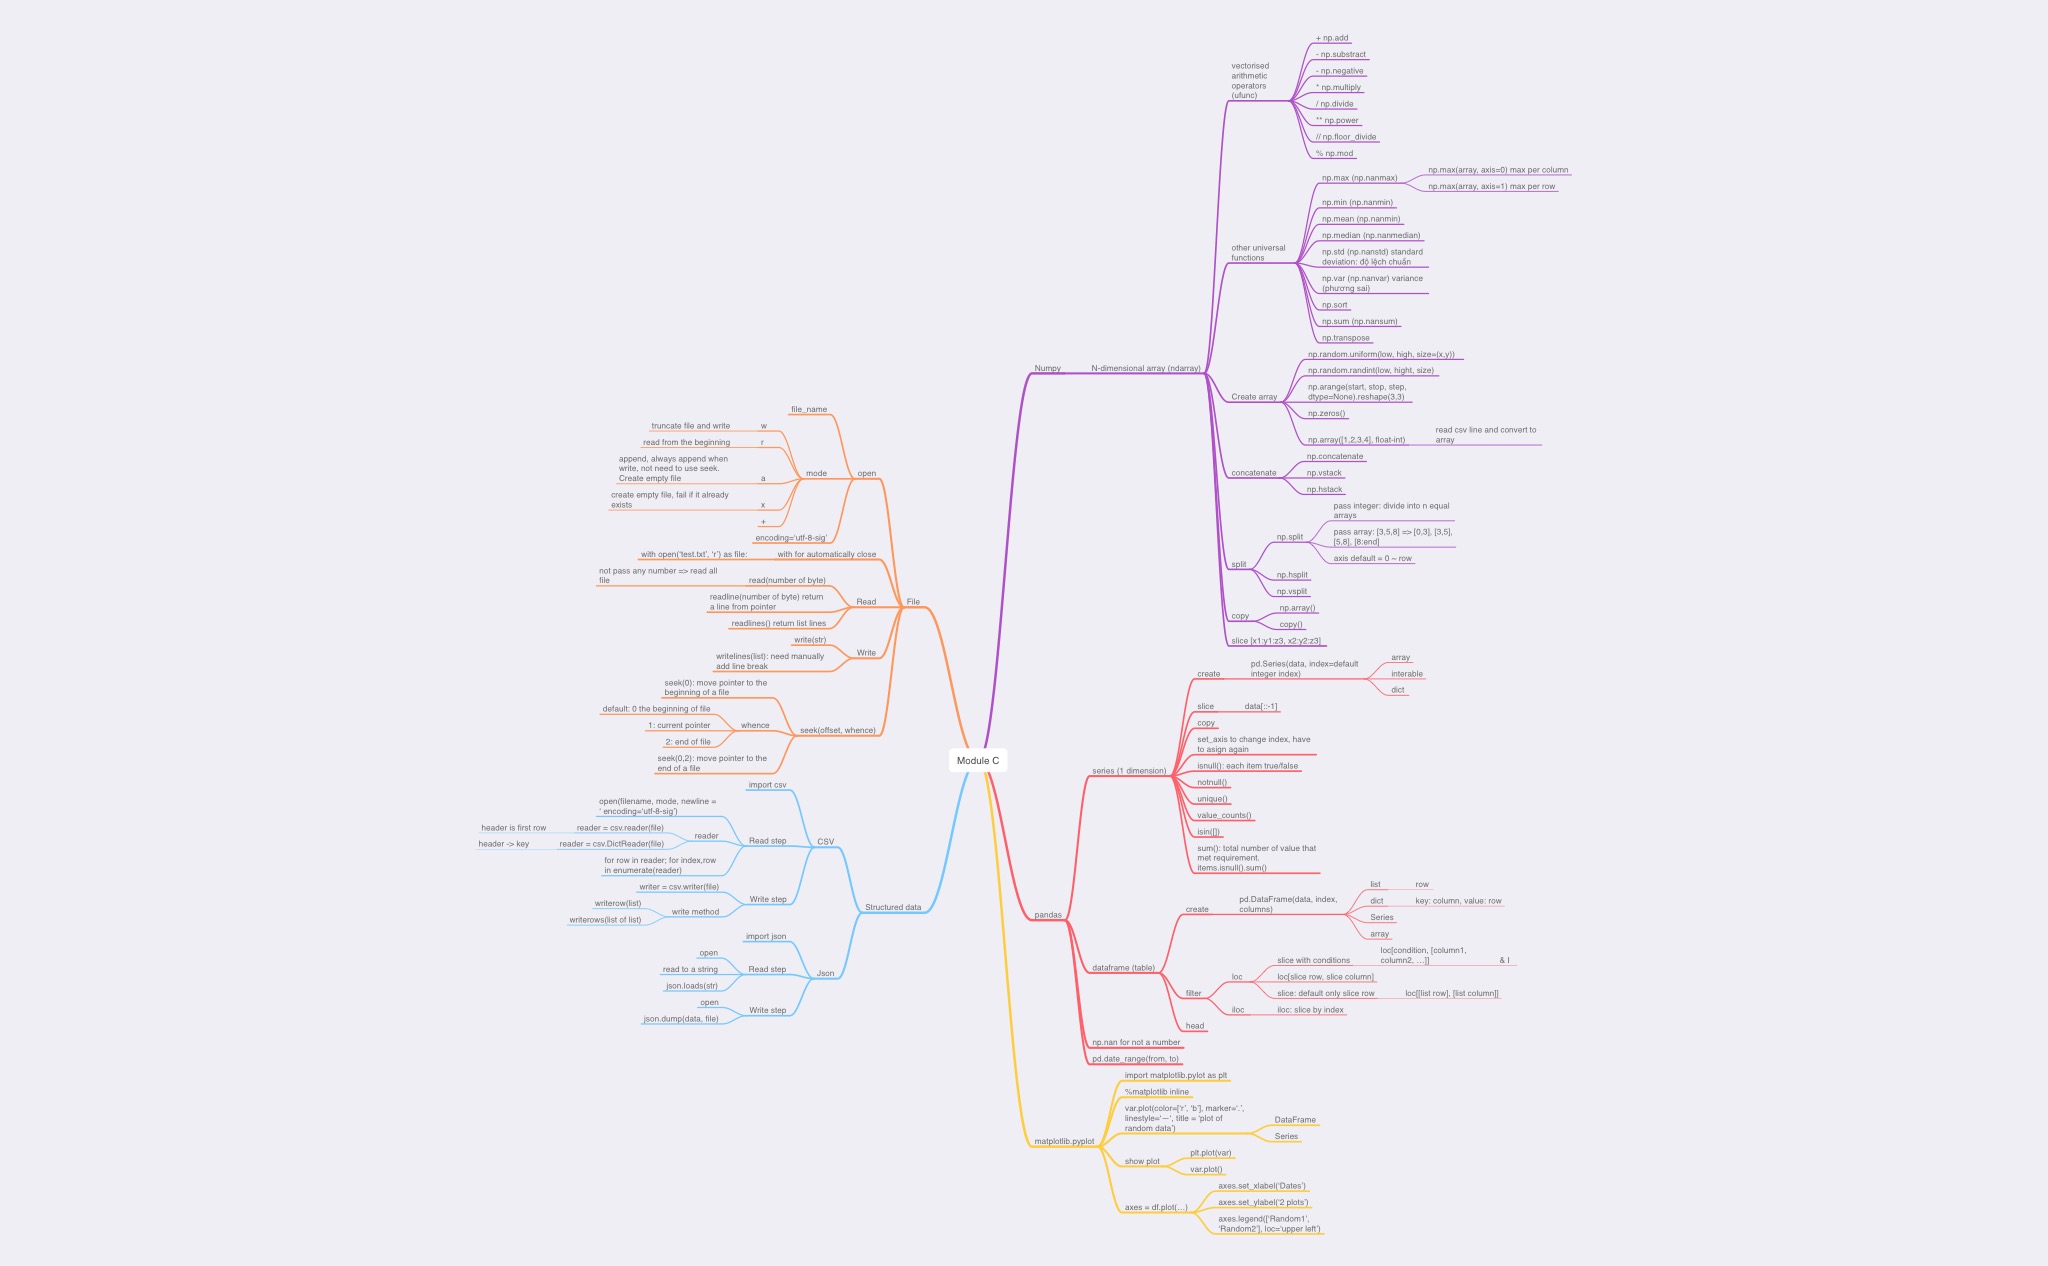 Module C
Numpy
N-dimensional array (ndarray)
vectorised
arithmetic
operators
(ufunc)
+ np.add
- np.substract
- np.negative
* np.multiply
/ np.divide
** np.power
// np.floor_divide
% np.mod
other universal
functions
np.max (np.nanmax)
np.max(array, axis=0) max per column
np.max(array, axis=1) max per row
np.min (np.nanmin)
np.mean (np.nanmin)
np.median (np.nanmedian)
np.std (np.nanstd) standard
deviation: độ lệch chuẩn
np.var (np.nanvar) variance
(phương sai)
np.sort
np.sum (np.nansum)
np.transpose
Create array
np.random.uniform(low, high, size=(x,y))
np.random.randint(low, hight, size)
np.arange(start, stop, step,
dtype=None).reshape(3,3)
np.zeros()
np.array([1,2,3,4], float-int)
read csv line and convert to
array
concatenate
np.concatenate
np.vstack
np.hstack
split
np.split
pass integer: divide into n equal
arrays
pass array: [3,5,8] => [0,3], [3,5],
[5,8], [8:end]
axis default = 0 ~ row
np.hsplit
np.vsplit
copy
np.array()
copy()
slice [x1:y1:z3, x2:y2:z3]
pandas
series (1 dimension)
create
pd.Series(data, index=default
integer index)
array
interable
dict
slice
data[::-1]
copy
set_axis to change index, have
to asign again
isnull(): each item true/false
notnull()
unique()
value_counts()
isin([])
sum(): total number of value that
met requirement.
items.isnull().sum()
dataframe (table)
create
pd.DataFrame(data, index,
columns)
list
row
dict
key: column, value: row
Series
array
filter
loc
slice with conditions
loc[condition, [column1,
column2, …]]
& I
loc[slice row, slice column]
slice: default only slice row
loc[[list row], [list column]]
iloc
iloc: slice by index
head
np.nan for not a number
pd.date_range(from, to)
matplotlib.pyplot
import matplotlib.pylot as plt
%matplotlib inline
var.plot(color=['r', 'b'], marker='.',
linestyle='—', title = 'plot of
random data')
DataFrame
Series
show plot
plt.plot(var)
var.plot()
axes = df.plot(…)
axes.set_xlabel('Dates')
axes.set_ylabel('2 plots')
axes.legend(['Random1',
'Random2'], loc='upper left')
File
open
file_name
mode
w
truncate file and write
r
read from the beginning
a
append, always append when
write, not need to use seek.
Create empty file
x
create empty file, fail if it already
exists
+
encoding='utf-8-sig'
with for automatically close
with open('test.txt', 'r') as file:
Read
read(number of byte)
not pass any number => read all
file
readline(number of byte) return
a line from pointer
readlines() return list lines
Write
write(str)
writelines(list): need manually
add line break
seek(offset, whence)
seek(0): move pointer to the
beginning of a file
whence
default: 0 the beginning of file
1: current pointer
2: end of file
seek(0,2): move pointer to the
end of a file
Structured data
CSV
import csv
Read step
open(filename, mode, newline =
' encoding='utf-8-sig')
reader
reader = csv.reader(file)
header is first row
reader = csv.DictReader(file)
header -> key
for row in reader; for index,row
in enumerate(reader)
Write step
writer = csv.writer(file)
write method
writerow(list)
writerows(list of list)
Json
import json
Read step
open
read to a string
json.loads(str)
Write step
open
json.dump(data, file)